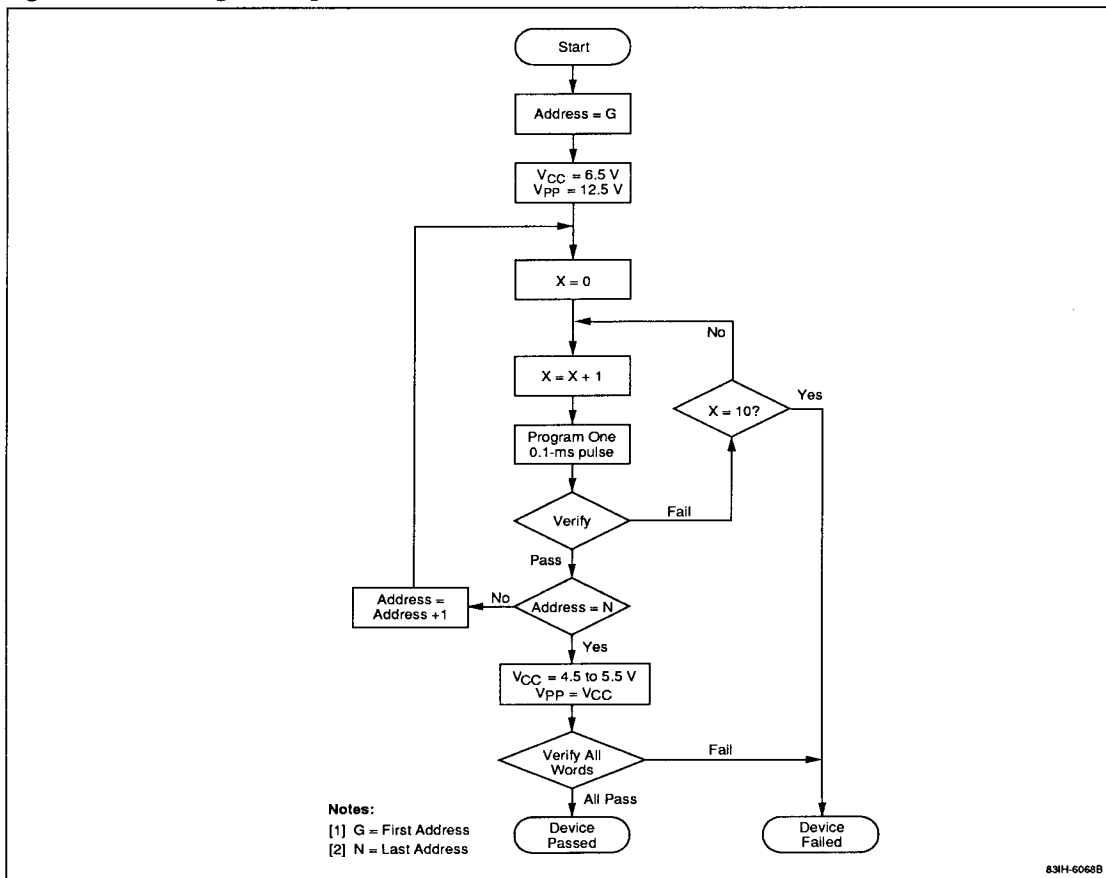 Start
Address = G
VCC = 6.5 V
VPP = 12.5 V
X = 0
No
X = X + 1
X = 10?
Yes
Program One
0.1-ms pulse
Verify
Fail
Pass
Address =
Address +1
No
Address = N
Yes
VCC = 4.5 to 5.5 V
VPP = VCC
Verify All
Words
Fail
All Pass
Notes:
[1] G = First Address
[2] N = Last Address
Device
Passed
Device
Failed
83IH-6068B